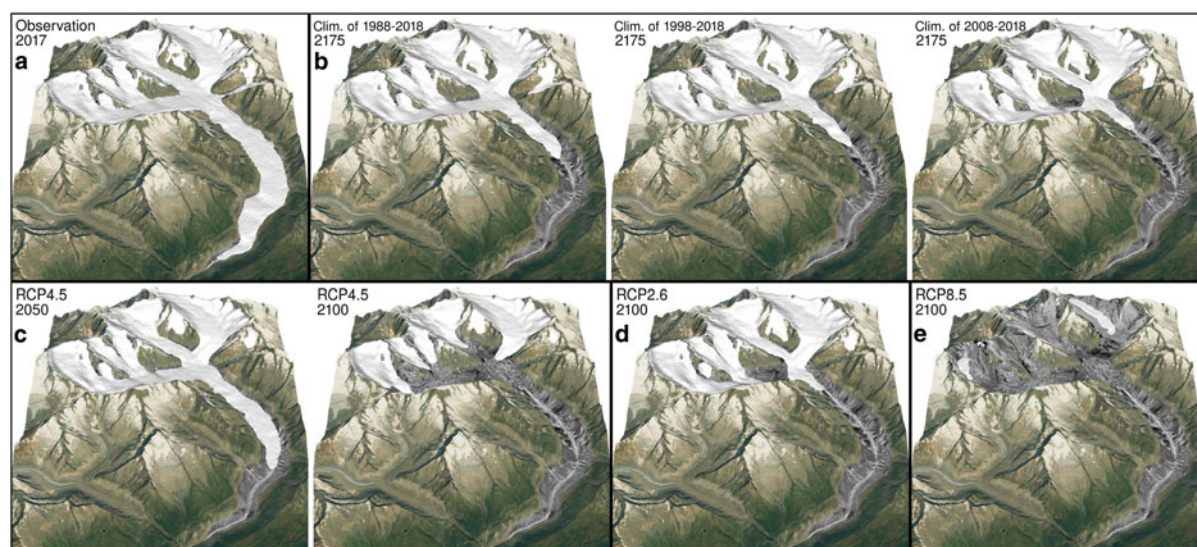 Observation
2017
a
Clim. of 1988-2018
2175
b
Clim. of 1998-2018
2175
Clim. of 2008-2018
2175
RCP4.5
2050
c
RCP4.5
2100
RCP2.6
2100
d
RCP8.5
2100
e